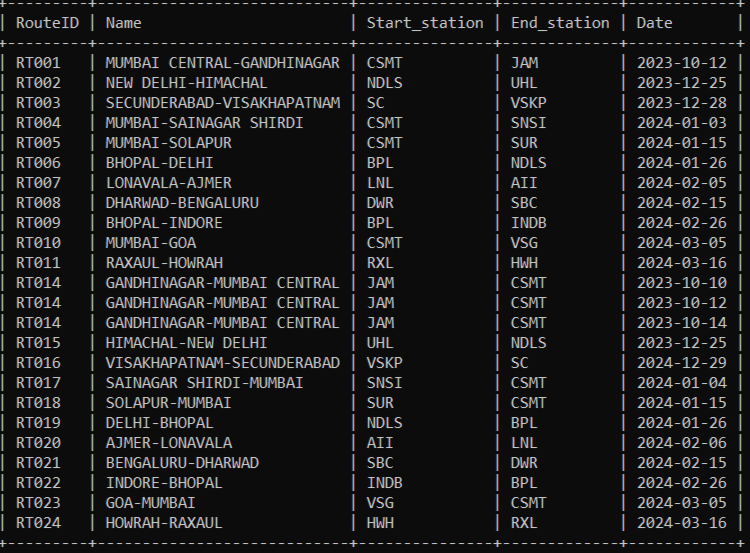 | RouteID | Name | Start_station | End_station | Date |
| RT001 | MUMBAI CENTRAL-GANDHINAGAR | CSMT | JAM | 2023-10-12 |
| RT002 | NEW DELHI-HIMACHAL | NDLS | UHL | 2023-12-25 |
| RT003 | SECUNDERABAD-VISAKHAPATNAM | SC | VSKP | 2023-12-28 |
| RT004 | MUMBAI-SAINAGAR SHIRDI | CSMT | SNSI | 2024-01-03 |
| RT005 | MUMBAI-SOLAPUR | CSMT | SUR | 2024-01-15 |
| RT006 | BHOPAL-DELHI | BPL | NDLS | 2024-01-26 |
| RT007 | LONAVALA-AJMER | LNL | AII | 2024-02-05 |
| RT008 | DHARWAD-BENGALURU | DWR | SBC | 2024-02-15 |
| RT009 | BHOPAL-INDORE | BPL | INDB | 2024-02-26 |
| RT010 | MUMBAI-GOA | CSMT | VSG | 2024-03-05 |
| RT011 | RAXAUL-HOWRAH | RXL | HWH | 2024-03-16 |
| RT014 | GANDHINAGAR-MUMBAI CENTRAL | JAM | CSMT | 2023-10-10 |
| RT014 | GANDHINAGAR-MUMBAI CENTRAL | JAM | CSMT | 2023-10-12 |
| RT014 | GANDHINAGAR-MUMBAI CENTRAL | JAM | CSMT | 2023-10-14 |
| RT015 | HIMACHAL-NEW DELHI | UHL | NDLS | 2023-12-25 |
| RT016 | VISAKHAPATNAM-SECUNDERABAD | VSKP | SC | 2024-12-29 |
| RT017 | SAINAGAR SHIRDI-MUMBAI | SNSI | CSMT | 2024-01-04 |
| RT018 | SOLAPUR-MUMBAI | SUR | CSMT | 2024-01-15 |
| RT019 | DELHI-BHOPAL | NDLS | BPL | 2024-01-26 |
| RT020 | AJMER-LONAVALA | AII | LNL | 2024-02-06 |
| RT021 | BENGALURU-DHARWAD | SBC | DWR | 2024-02-15 |
| RT022 | INDORE-BHOPAL | INDB | BPL | 2024-02-26 |
| RT023 | GOA-MUMBAI | VSG | CSMT | 2024-03-05 |
| RT024 | HOWRAH-RAXAUL | HWH | RXL | 2024-03-16 |